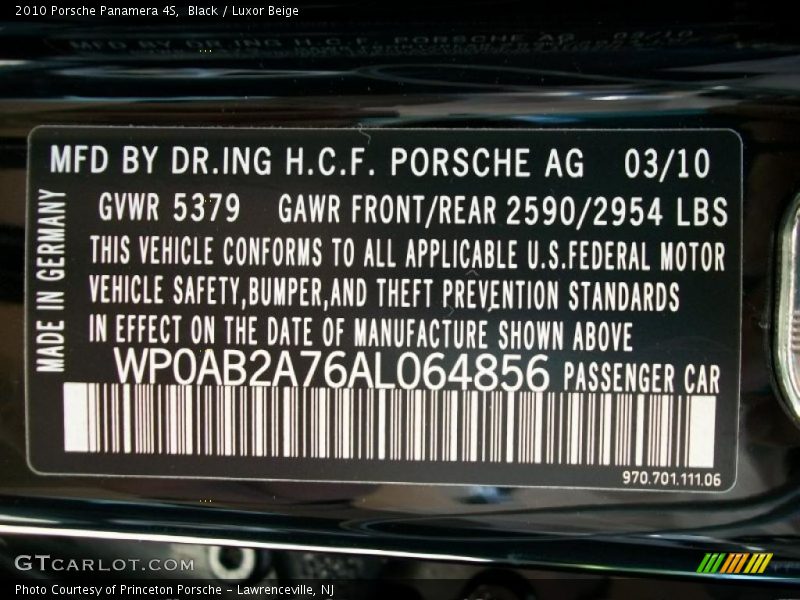 2010 Porsche Panamera 4S,  Black / Luxor Beige
MFD BY DR.ING H.C.F. PORSCHE AG 03/10
GVWR 5379 GAWR FRONT/REAR 2590/2954 LBS
THIS VEHICLE CONFORMS TO ALL APPLICABLE U.S.FEDERAL MOTOR
VEHICLE SAFETY,BUMPER,AND THEFT PREVENTION STANDARDS
IN EFFECT ON THE DATE OF MANUFACTURE SHOWN ABOVE
WP0AB2A76AL064856 PASSENGER CAR
970.701.111.06
MADE IN GERMANY
GTCARLOT.COM
Photo Courtesy of Princeton Porsche - Lawrenceville, NJ